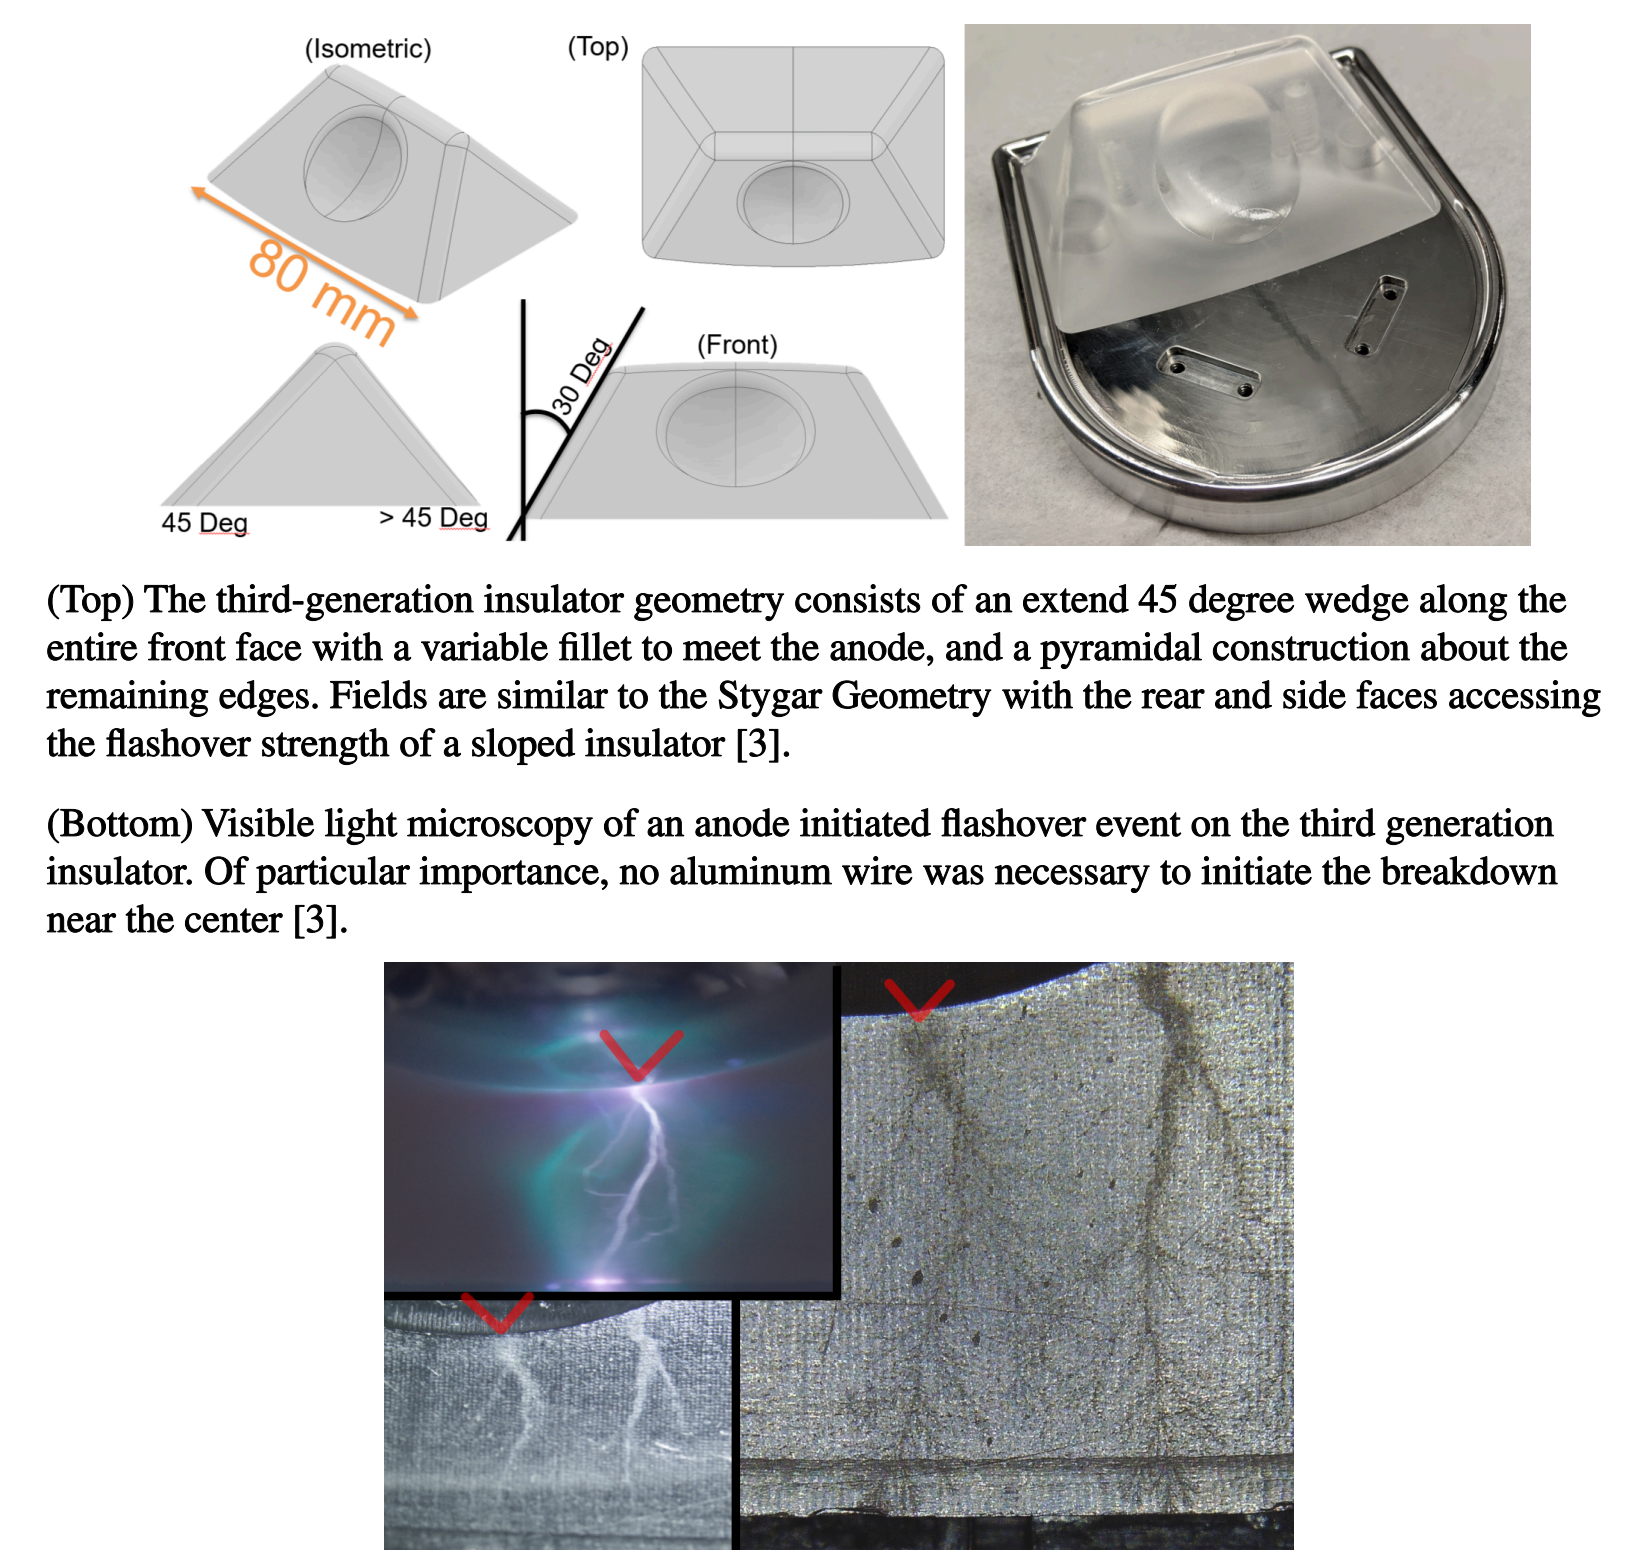 (Isometric)
(Top)
80 mm
30 Deg
(Front)
45 Deg
> 45 Deg
(Top) The third-generation insulator geometry consists of an extend 45 degree wedge along the
entire front face with a variable fillet to meet the anode, and a pyramidal construction about the
remaining edges. Fields are similar to the Stygar Geometry with the rear and side faces accessing
the flashover strength of a sloped insulator [3].
(Bottom) Visible light microscopy of an anode initiated flashover event on the third generation
insulator. Of particular importance, no aluminum wire was necessary to initiate the breakdown
near the center [3].